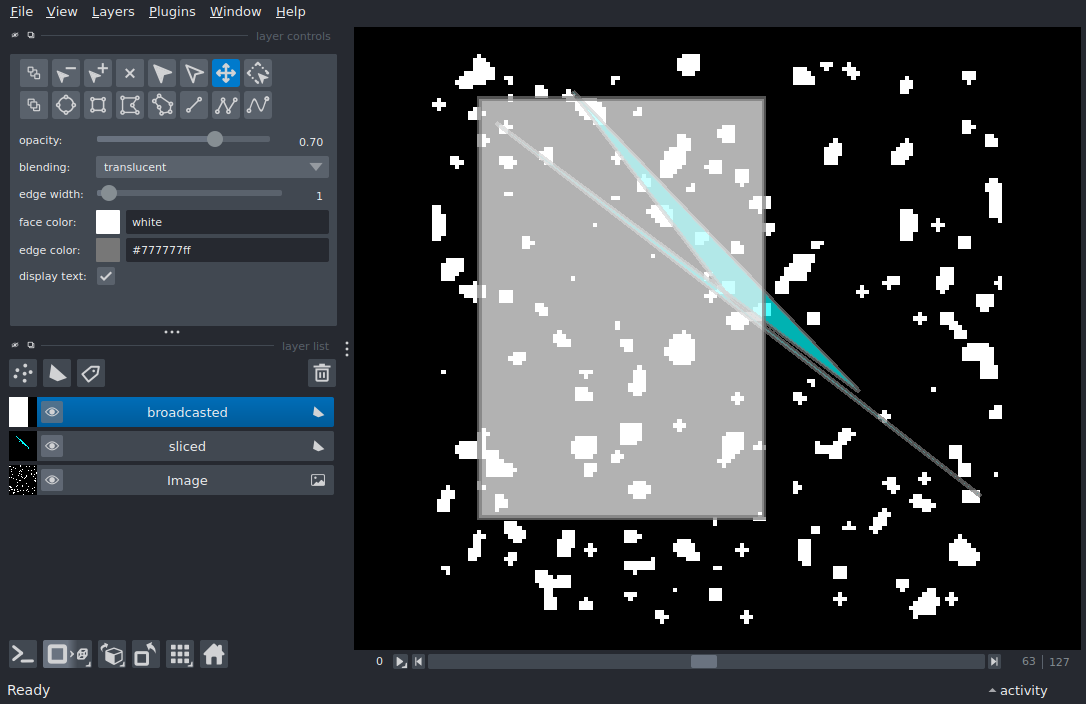 File View Layers Plugins Window Help
layer controls
opacity: 0.70
blending: translucent
edge width: 1
face color: white
edge color: #777777ff
display text:
layer list
broadcasted
sliced
Image
0 63 127
Ready activity